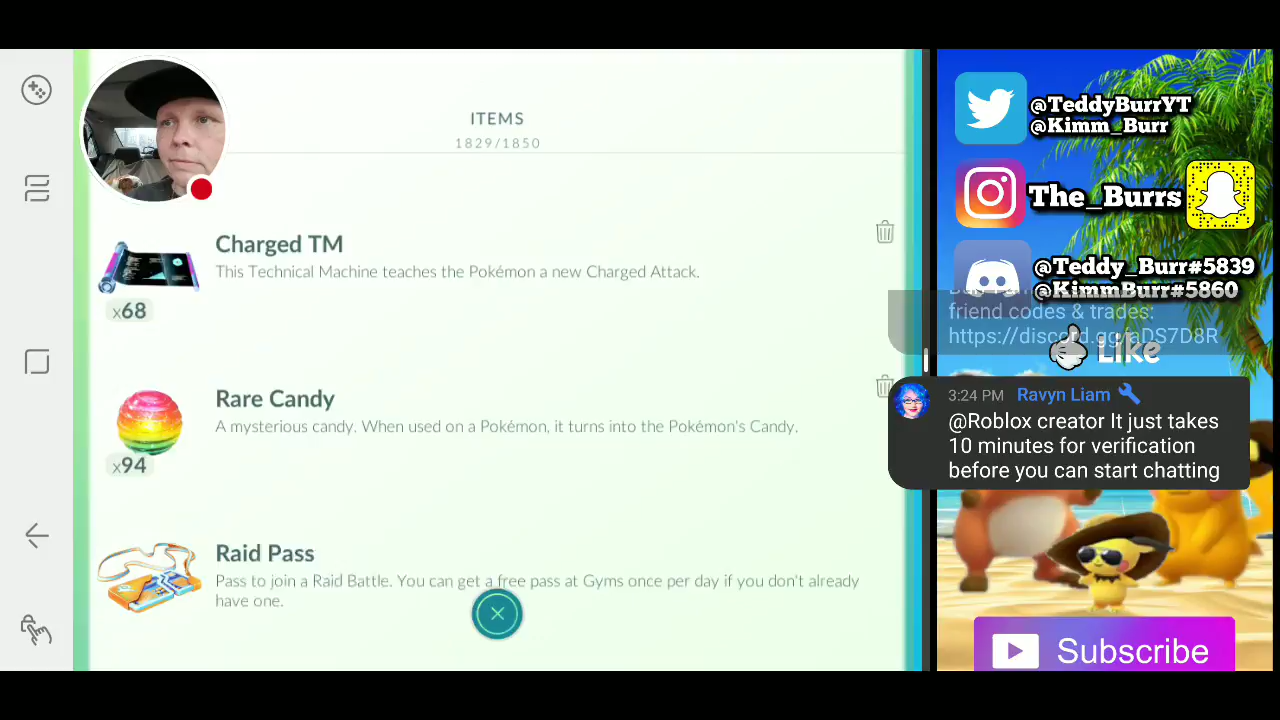 ITEMS
1829/1850
Charged TM
This Technical Machine teaches the Pokémon a new Charged Attack.
x68
Rare Candy
A mysterious candy. When used on a Pokémon, it turns into the Pokémon's Candy.
x94
Raid Pass
Pass to join a Raid Battle. You can get a free pass at Gyms once per day if you don't already
have one.
@TeddyBurrYT
@Kimm_Burr
The_Burrs
@Teddy_Burr#5839
@KimmBurr#5860
friend codes & trades:
https://discord.gg/aDS7D8R
Like
3:24 PM Ravyn Liam
@Roblox creator It just takes
10 minutes for verification
before you can start chatting
Subscribe